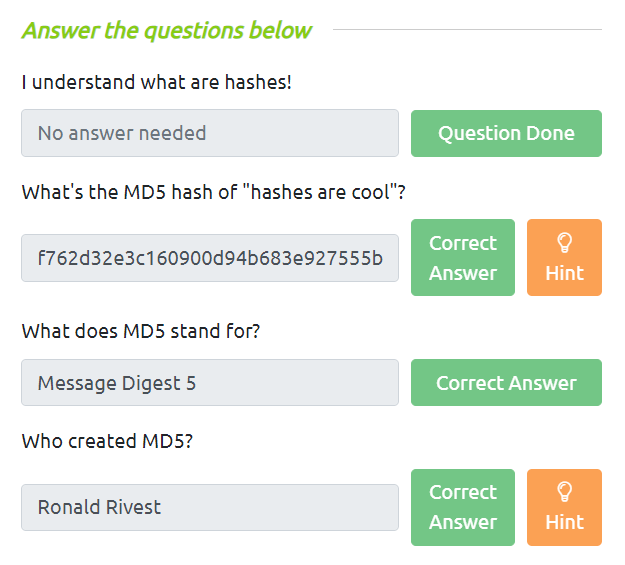 Answer the questions below
I understand what are hashes!
No answer needed
Question Done
What's the MD5 hash of "hashes are cool"?
f762d32e3c160900d94b683e927555b
Correct
Answer
Hint
What does MD5 stand for?
Message Digest 5
Correct Answer
Who created MD5?
Ronald Rivest
Correct
Answer
Hint